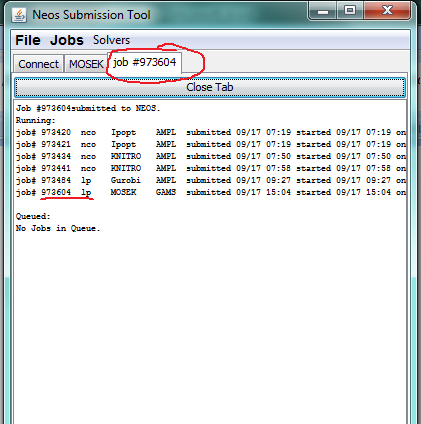 Neos Submission Tool
File Jobs Solvers
Connect MOSEK job #973604
Close Tab
Job #973604submitted to NEOS.
Running:
job# 973420 nco Ipopt AMPL submitted 09/17 07:19 started 09/17 07:19 on
job# 973421 nco Ipopt AMPL submitted 09/17 07:19 started 09/17 07:19 on
job# 973434 nco KNITRO AMPL submitted 09/17 07:50 started 09/17 07:50 on
job# 973441 nco KNITRO AMPL submitted 09/17 07:58 started 09/17 07:58 on
job# 973484 lp Gurobi AMPL submitted 09/17 09:27 started 09/17 09:27 on
job# 973604 lp MOSEK GAMS submitted 09/17 15:04 started 09/17 15:04 on
Queued:
No Jobs in Queue.